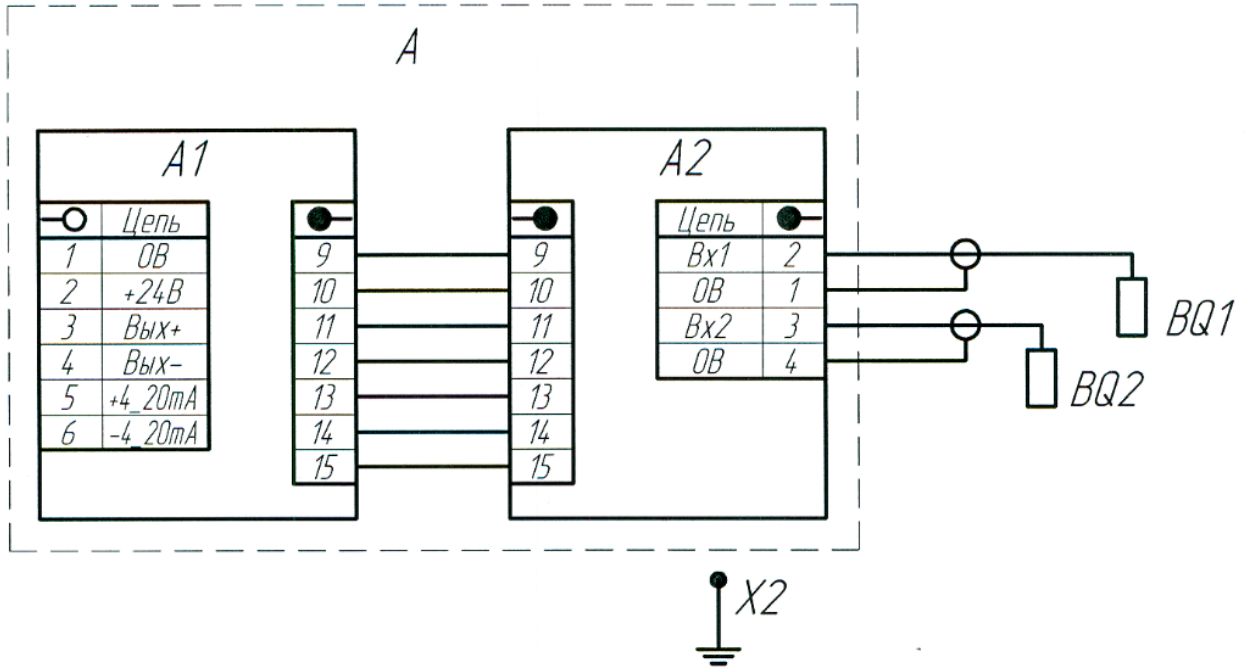 A
A1
A2
Цепь
1 0В
2 +24В
3 Вых+
4 Вых-
5 +4_20mA
6 -4_20mA
9
10
11
12
13
14
15
9
10
11
12
13
14
15
Цепь
Вх1 2
0В 1
Вх2 3
0В 4
BQ1
BQ2
X2